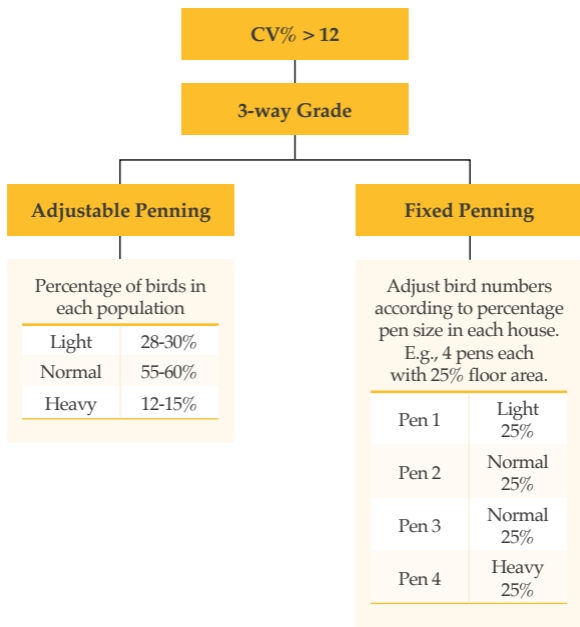 CV% > 12
3-way Grade
Adjustable Penning
Percentage of birds in
each population
Light 28-30%
Normal 55-60%
Heavy 12-15%
Fixed Penning
Adjust bird numbers
according to percentage
pen size in each house.
E.g., 4 pens each
with 25% floor area.
Pen 1 Light
25%
Pen 2 Normal
25%
Pen 3 Normal
25%
Pen 4 Heavy
25%